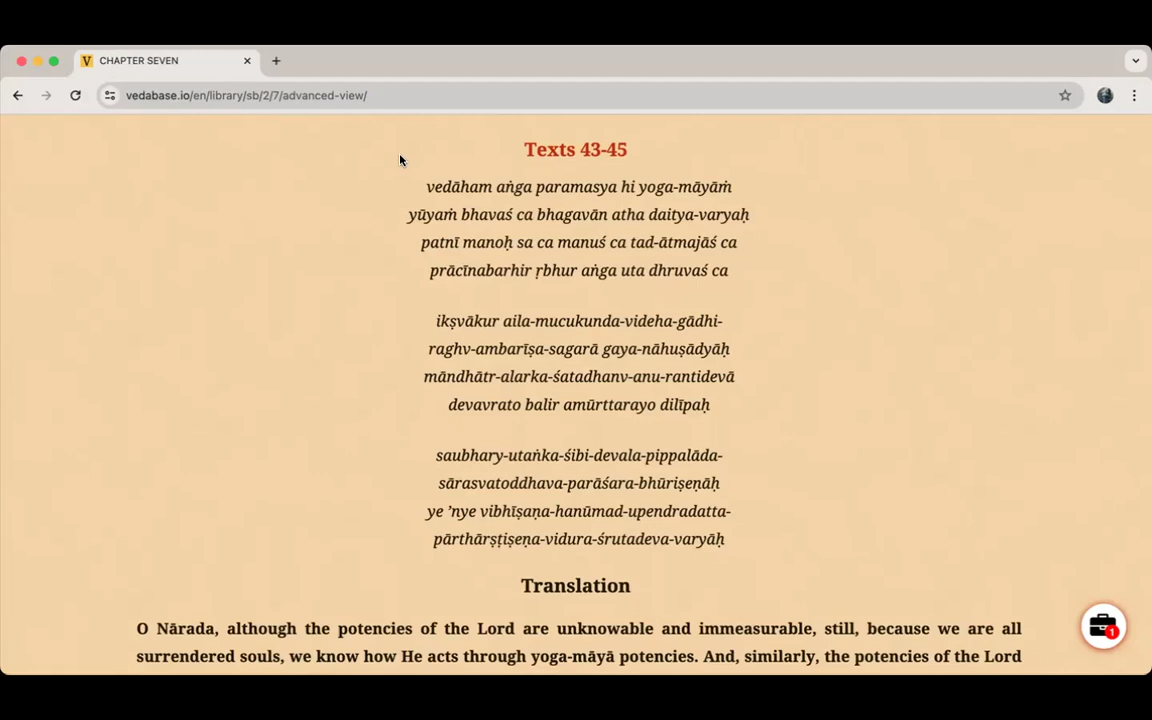 CHAPTER SEVEN
vedabase.io/en/library/sb/2/7/advanced-view/
Texts 43-45
vedāham aṅga paramasya hi yoga-māyāṁ
yūyaṁ bhavaś ca bhagavān atha daitya-varyaḥ
patnī manoḥ sa ca manuś ca tad-ātmajāś ca
prācīnabarhir ṛbhur aṅga uta dhruvaś ca
ikṣvākur aila-mucukunda-videha-gādhi-
raghv-ambarīṣa-sagarā gaya-nāhuṣādyāḥ
māndhātr-alarka-śatadhanv-anu-rantidevā
devavrato balir amūrttarayo dilīpaḥ
saubhary-utaṅka-śibi-devala-pippalāda-
sārasvatoddhava-parāśara-bhūriṣeṇāḥ
ye ’nye vibhīṣaṇa-hanūmad-upendradatta-
pārthārṣṭiṣeṇa-vidura-śrutadeva-varyāḥ
Translation
O Nārada, although the potencies of the Lord are unknowable and immeasurable, still, because we are all
surrendered souls, we know how He acts through yoga-māyā potencies. And, similarly, the potencies of the Lord
1